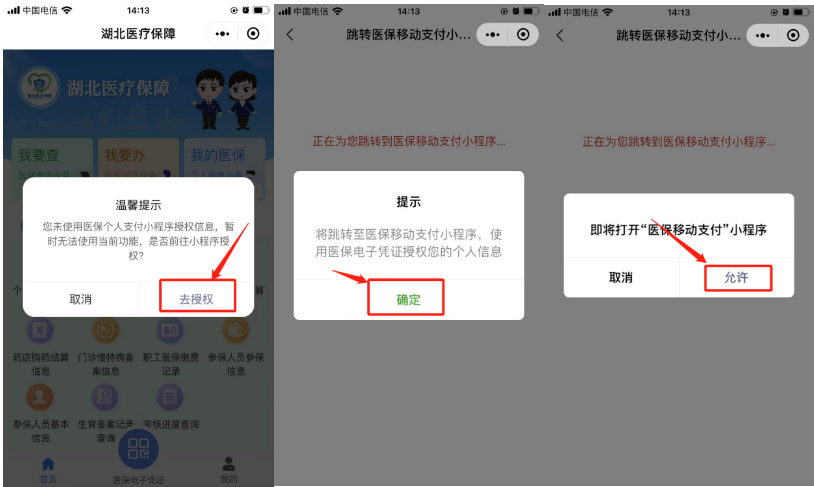 中国电信
14:13
湖北医疗保障
湖北医疗保障
我要查
我要办
我的医保
温馨提示
您未使用医保个人支付小程序授权信息，暂
时无法使用当前功能，是否前往小程序授
权?
取消
去授权
药店购药结算
信息
门诊慢特病备
案信息
职工医保缴费
记录
参保人员参保
信息
参保人员基本
信息
生育备案记录
查询
审核进度查询
首页
医保电子凭证
我的
中国电信
14:13
跳转医保移动支付小...
正在为您跳转到医保移动支付小程序...
提示
将跳转至医保移动支付小程序，使
用医保电子凭证授权您的个人信息
确定
中国电信
14:13
跳转医保移动支付小...
正在为您跳转到医保移动支付小程序...
即将打开“医保移动支付”小程序
取消
允许